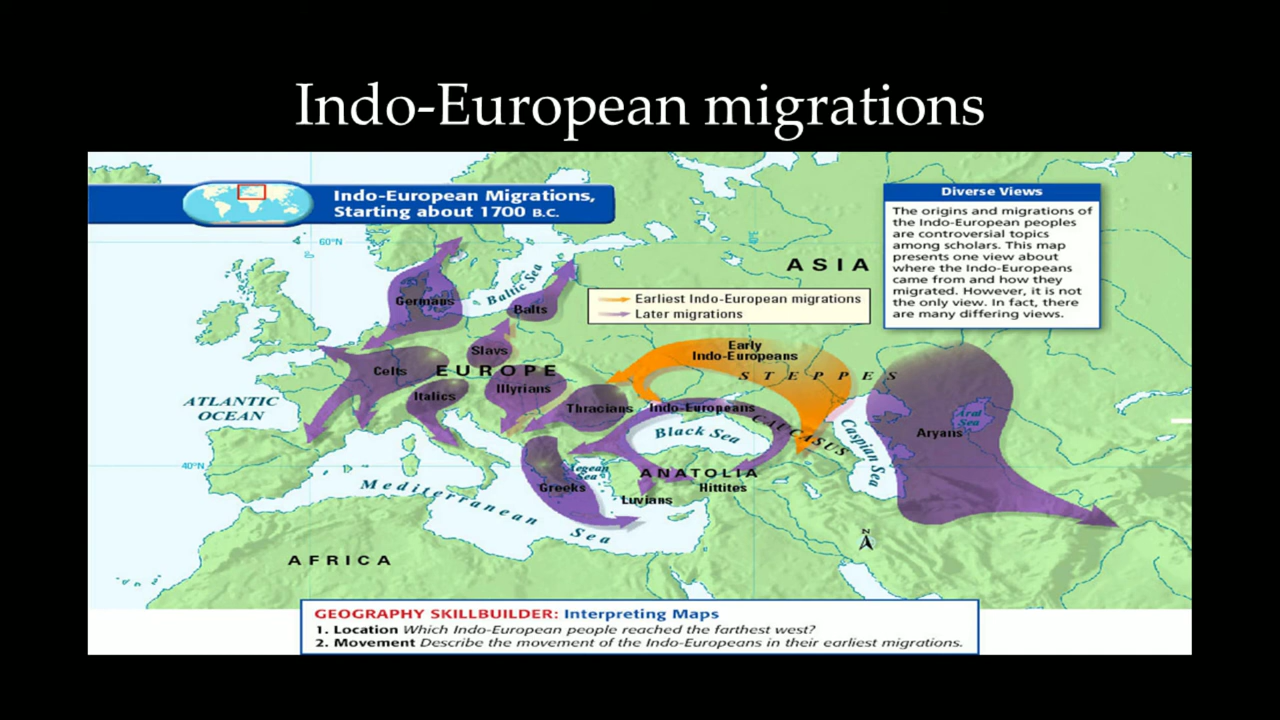 Indo-European migrations
Indo-European Migrations,
Starting about 1700 B.C.
Diverse Views
The origins and migrations of
the Indo-European peoples
are controversial topics
among scholars. This map
presents one view about
where the Indo-Europeans
came from and how they
migrated. However, it is not
the only view. In fact, there
are many differing views.
60°N
0°
ASIA
Earliest Indo-European migrations
Later migrations
Germans
Baltic Sea
Balts
Slavs
Early
Indo-Europeans
STEPPES
Celts
EUROPE
Illyrians
Italics
ATLANTIC
OCEAN
Thracians
Indo-Europeans
CAUCASUS
Black Sea
Caspian Sea
Aral
Sea
Aryans
40°N
Aegean
Sea
ANATOLIA
Greeks
Hittites
Luvians
Mediterranean Sea
N
AFRICA
GEOGRAPHY SKILLBUILDER: Interpreting Maps
1. Location Which Indo-European people reached the farthest west?
2. Movement Describe the movement of the Indo-Europeans in their earliest migrations.